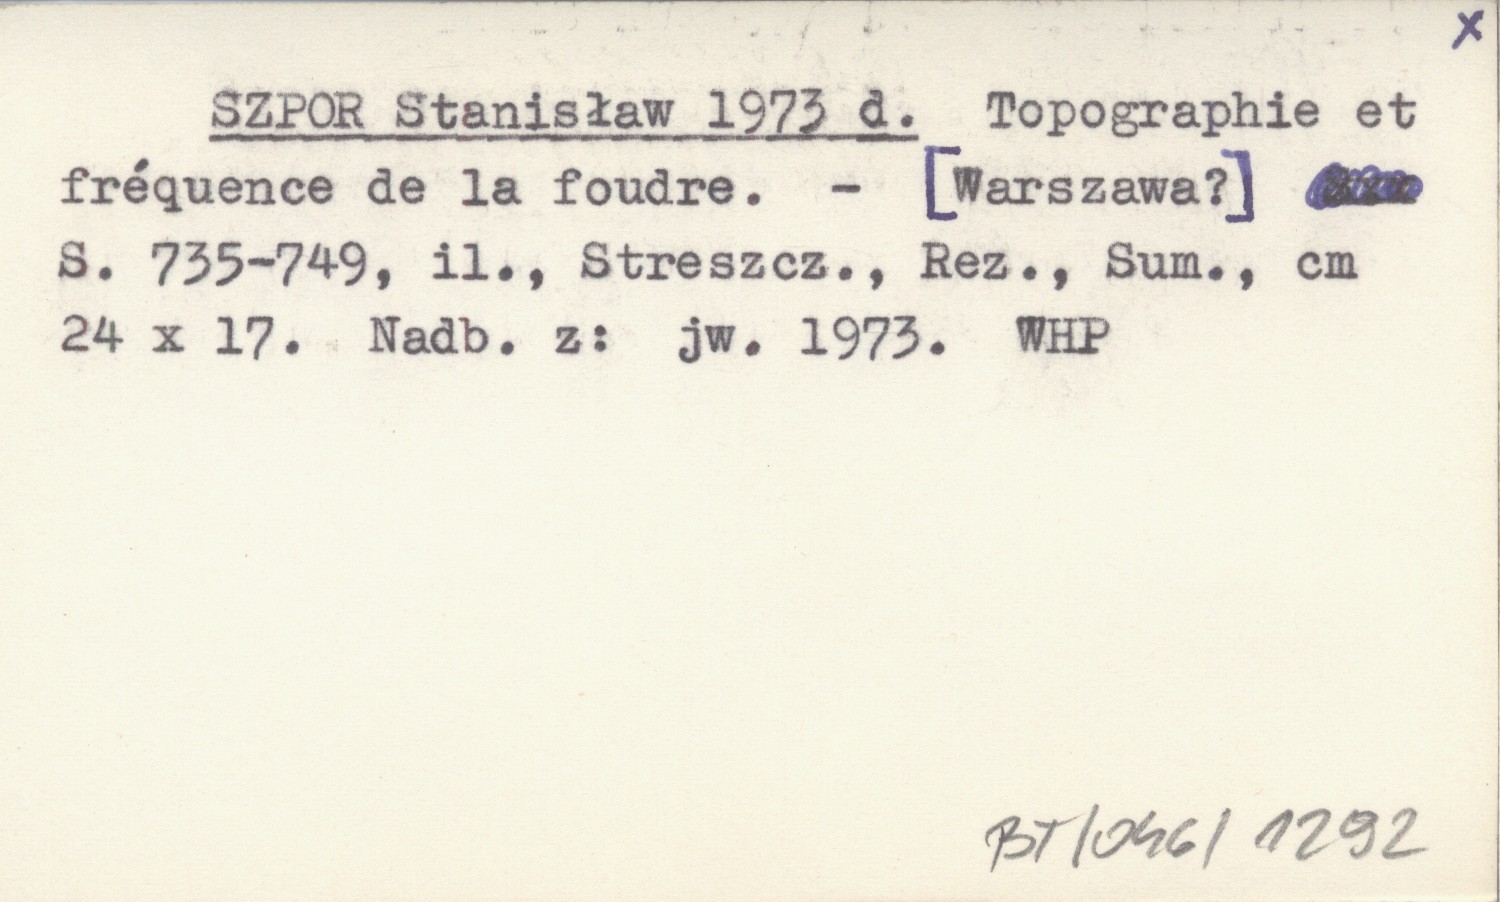 x
SZPOR Stanisław 1973 d. Topographie et
fréquence de la foudre. - [Warszawa?]
S. 735-749, il., Streszcz., Rez., Sum., cm
24 x 17. Nadb. z: jw. 1973. WHP
BT/046/ 1292